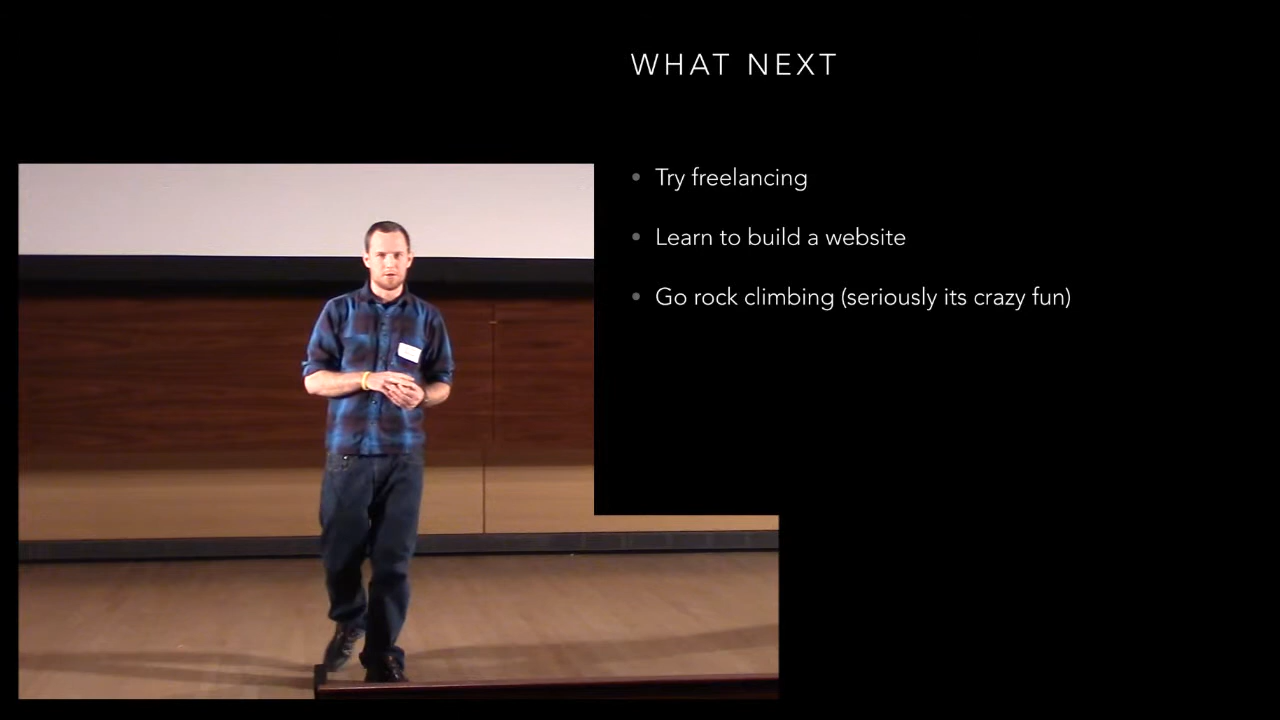 WHAT NEXT
Try freelancing
Learn to build a website
Go rock climbing (seriously its crazy fun)